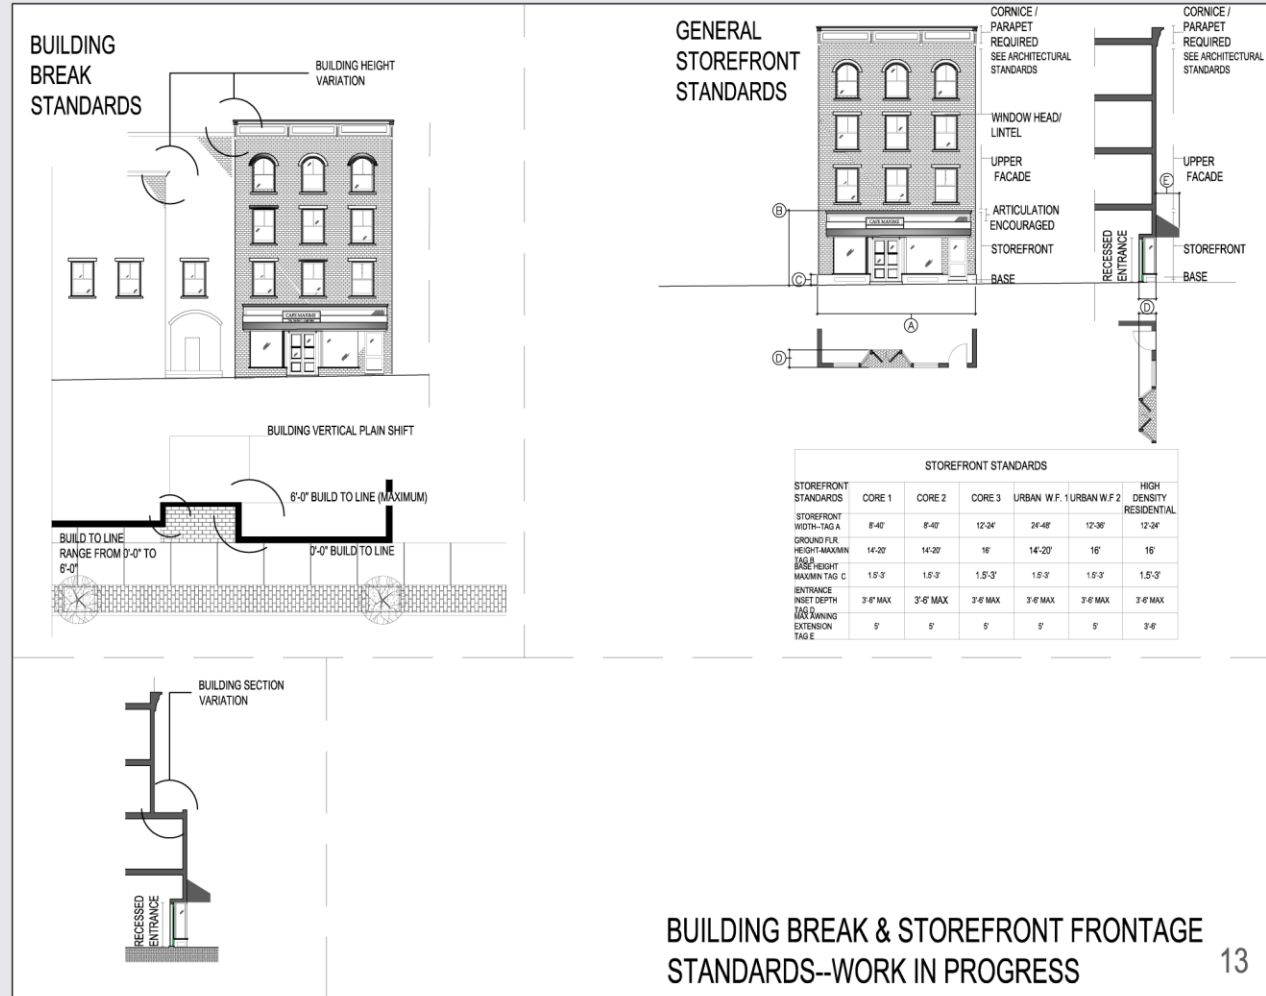 BUILDING
BREAK
STANDARDS
BUILDING HEIGHT
VARIATION
CAFE MAXIME
BUILDING VERTICAL PLAIN SHIFT
6'-0" BUILD TO LINE (MAXIMUM)
BUILD TO LINE
RANGE FROM 0'-0" TO
6'-0"
0'-0" BUILD TO LINE
GENERAL
STOREFRONT
STANDARDS
CORNICE /
PARAPET
REQUIRED
SEE ARCHITECTURAL
STANDARDS
WINDOW HEAD/
LINTEL
UPPER
FACADE
ARTICULATION
ENCOURAGED
STOREFRONT
BASE
CAFE MAXIME
B
C
A
D
CORNICE /
PARAPET
REQUIRED
SEE ARCHITECTURAL
STANDARDS
UPPER
FACADE
E
RECESSED
ENTRANCE
STOREFRONT
BASE
D
STOREFRONT STANDARDS
STOREFRONT
STANDARDS CORE 1 CORE 2 CORE 3 URBAN W.F. 1 URBAN W.F 2 HIGH
DENSITY
RESIDENTIAL
STOREFRONT
WIDTH--TAG A 8'-40' 8'-40' 12'-24' 24'-48' 12'-36' 12'-24'
GROUND FLR.
HEIGHT-MAX/MIN
TAG B 14'-20' 14'-20' 16' 14'-20' 16' 16'
BASE HEIGHT
MAX/MIN TAG C 1.5'-3' 1.5'-3' 1.5'-3' 1.5'-3' 1.5'-3' 1.5'-3'
ENTRANCE
INSET DEPTH
TAG D 3'-6" MAX 3'-6' MAX 3'-6" MAX 3'-6" MAX 3'-6" MAX 3'-6" MAX
MAX AWNING
EXTENSION
TAG E 5' 5' 5' 5' 5' 3'-6'
BUILDING SECTION
VARIATION
RECESSED
ENTRANCE
BUILDING BREAK & STOREFRONT FRONTAGE
STANDARDS--WORK IN PROGRESS
13